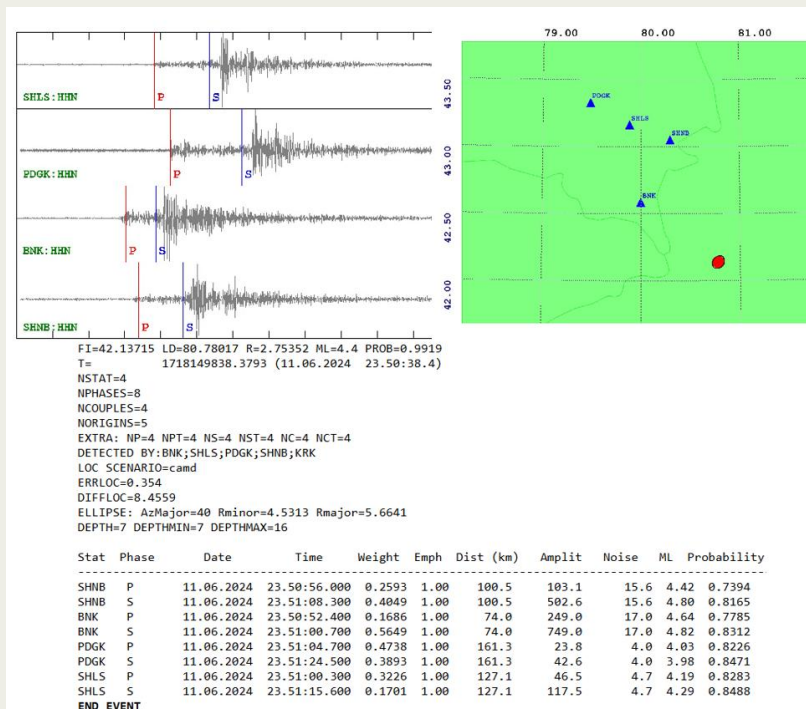 79.00 80.00 81.00
43.50
43.00
42.50
42.00
SHLS:HHN P S
PDGK:HHN P S
BNK:HHN P S
SHNB:HHN P S
PDGK
SHLS
SHNB
BNK
FI=42.13715 LD=80.78017 R=2.75352 ML=4.4 PROB=0.9919
T= 1718149838.3793 (11.06.2024 23.50:38.4)
NSTAT=4
NPHASES=8
NCOUPLES=4
NORIGINS=5
EXTRA: NP=4 NPT=4 NS=4 NST=4 NC=4 NCT=4
DETECTED BY:BNK;SHLS;PDGK;SHNB;KRK
LOC SCENARIO=camd
ERRLOC=0.354
DIFFLOC=8.4559
ELLIPSE: AzMajor=40 Rminor=4.5313 Rmajor=5.6641
DEPTH=7 DEPTHMIN=7 DEPTHMAX=16
Stat Phase Date Time Weight Emph Dist (km) Amplit Noise ML Probability
SHNB P 11.06.2024 23.50:56.000 0.2593 1.00 100.5 103.1 15.6 4.42 0.7394
SHNB S 11.06.2024 23.51:08.300 0.4049 1.00 100.5 502.6 15.6 4.80 0.8165
BNK P 11.06.2024 23.50:52.400 0.1686 1.00 74.0 249.0 17.0 4.64 0.7785
BNK S 11.06.2024 23.51:00.700 0.5649 1.00 74.0 749.0 17.0 4.82 0.8312
PDGK P 11.06.2024 23.51:04.700 0.4738 1.00 161.3 23.8 4.0 4.03 0.8226
PDGK S 11.06.2024 23.51:24.500 0.3893 1.00 161.3 42.6 4.0 3.98 0.8471
SHLS P 11.06.2024 23.51:00.300 0.3226 1.00 127.1 46.5 4.7 4.19 0.8283
SHLS S 11.06.2024 23.51:15.600 0.1701 1.00 127.1 117.5 4.7 4.29 0.8488
END EVENT